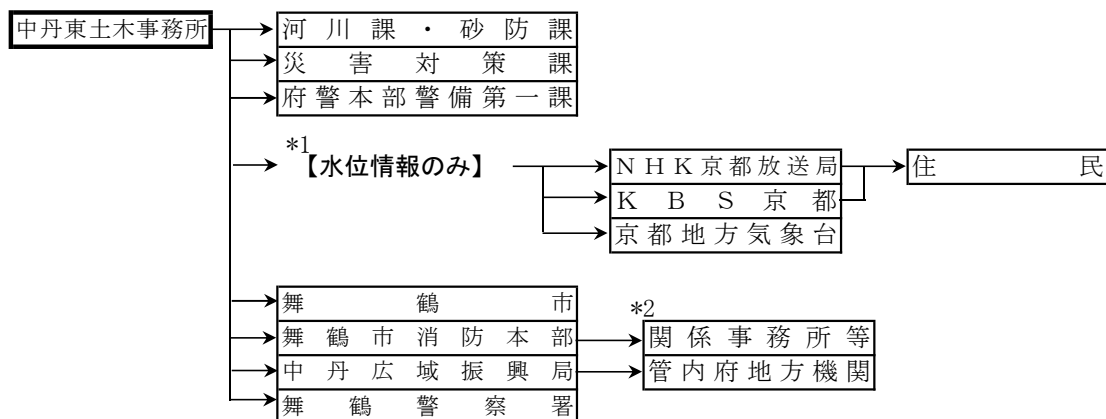 中丹東土木事務所
河川課・砂防課
災害対策課
府警本部警備第一課
*1
【水位情報のみ】
NHK京都放送局
住民
KBS京都
京都地方気象台
舞鶴市
*2
舞鶴市消防本部
関係事務所等
中丹広域振興局
管内府地方機関
舞鶴警察署